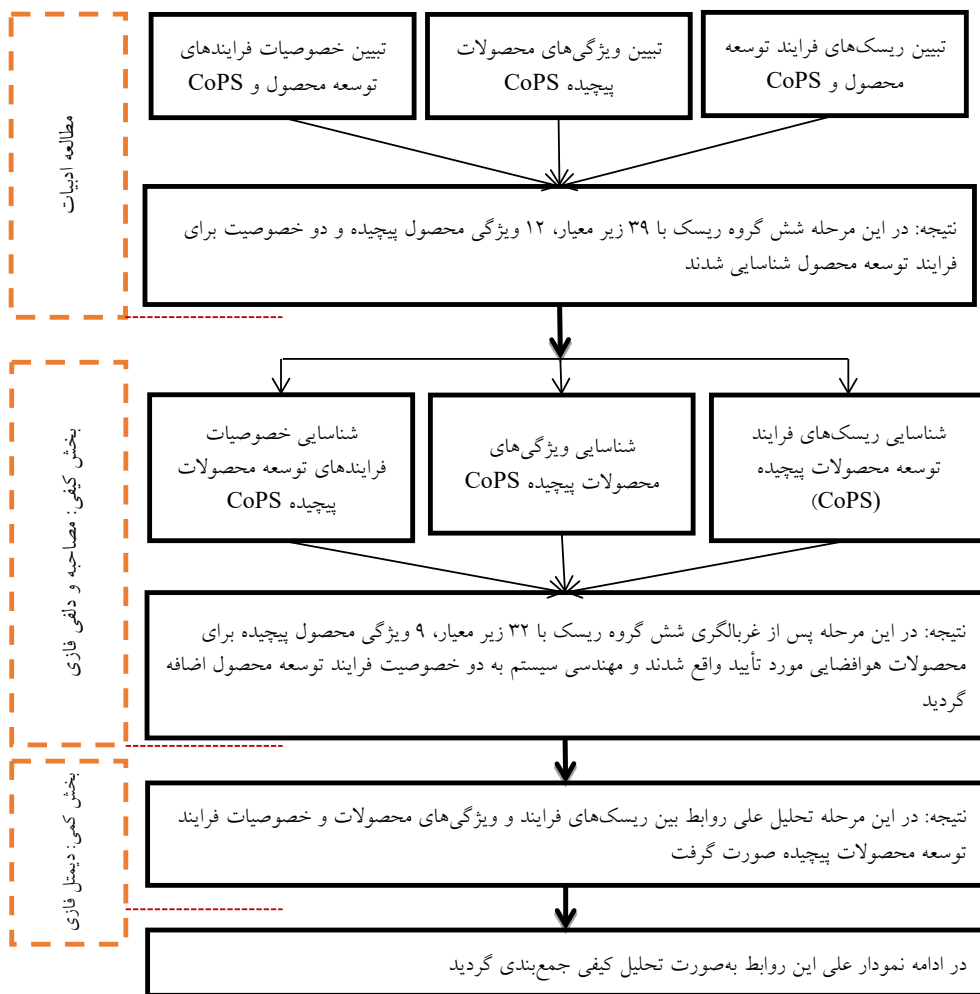 تبیین ریسک‌های فرایند توسعه
محصول و CoPS
تبیین ویژگی‌های محصولات
پیچیده CoPS
تبیین خصوصیات فرایندهای
توسعه محصول و CoPS
مطالعه ادبیات
نتیجه: در این مرحله شش گروه ریسک با ۳۹ زیر معیار، ۱۲ ویژگی محصول پیچیده و دو خصوصیت برای
فرایند توسعه محصول شناسایی شدند
شناسایی ریسک‌های فرایند
توسعه محصولات پیچیده
(CoPS)
شناسایی ویژگی‌های
محصولات پیچیده CoPS
شناسایی خصوصیات
فرایندهای توسعه محصولات
پیچیده CoPS
بخش کیفی: مصاحبه و دلفی فازی
نتیجه: در این مرحله پس از غربالگری شش گروه ریسک با ۳۲ زیر معیار، ۹ ویژگی محصول پیچیده برای
محصولات هوافضایی مورد تأیید واقع شدند و مهندسی سیستم به دو خصوصیت فرایند توسعه محصول اضافه
گردید
بخش کمی: دیمتل فازی
نتیجه: در این مرحله تحلیل علی روابط بین ریسک‌های فرایند و ویژگی‌های محصولات و خصوصیات فرایند
توسعه محصولات پیچیده صورت گرفت
در ادامه نمودار علی این روابط به‌صورت تحلیل کیفی جمع‌بندی گردید